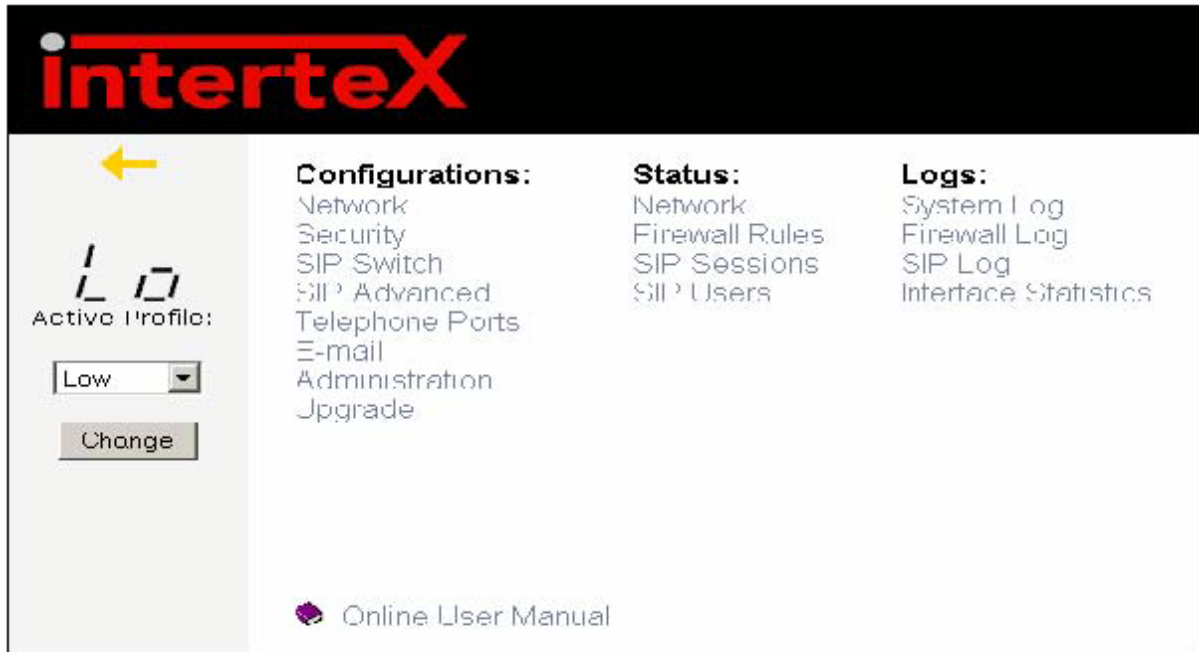 interteX
Lo
Active Profile:
Low
Change
Configurations:
Network
Security
SIP Switch
SIP Advanced
Telephone Ports
E-mail
Administration
Upgrade
Status:
Network
Firewall Rules
SIP Sessions
SIP Users
Logs:
System Log
Firewall Log
SIP Log
Interface Statistics
Online User Manual